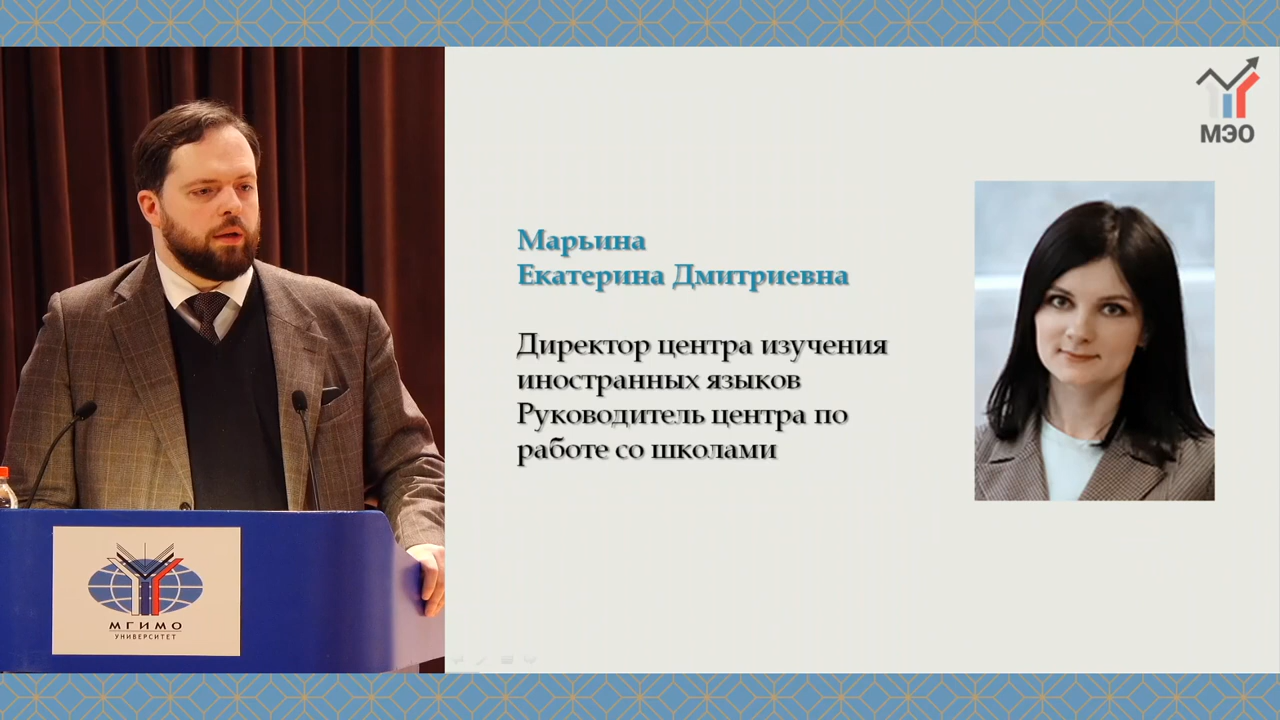 МЭО
Марьина
Екатерина Дмитриевна
Директор центра изучения
иностранных языков
Руководитель центра по
работе со школами
МГИМО
УНИВЕРСИТЕТ